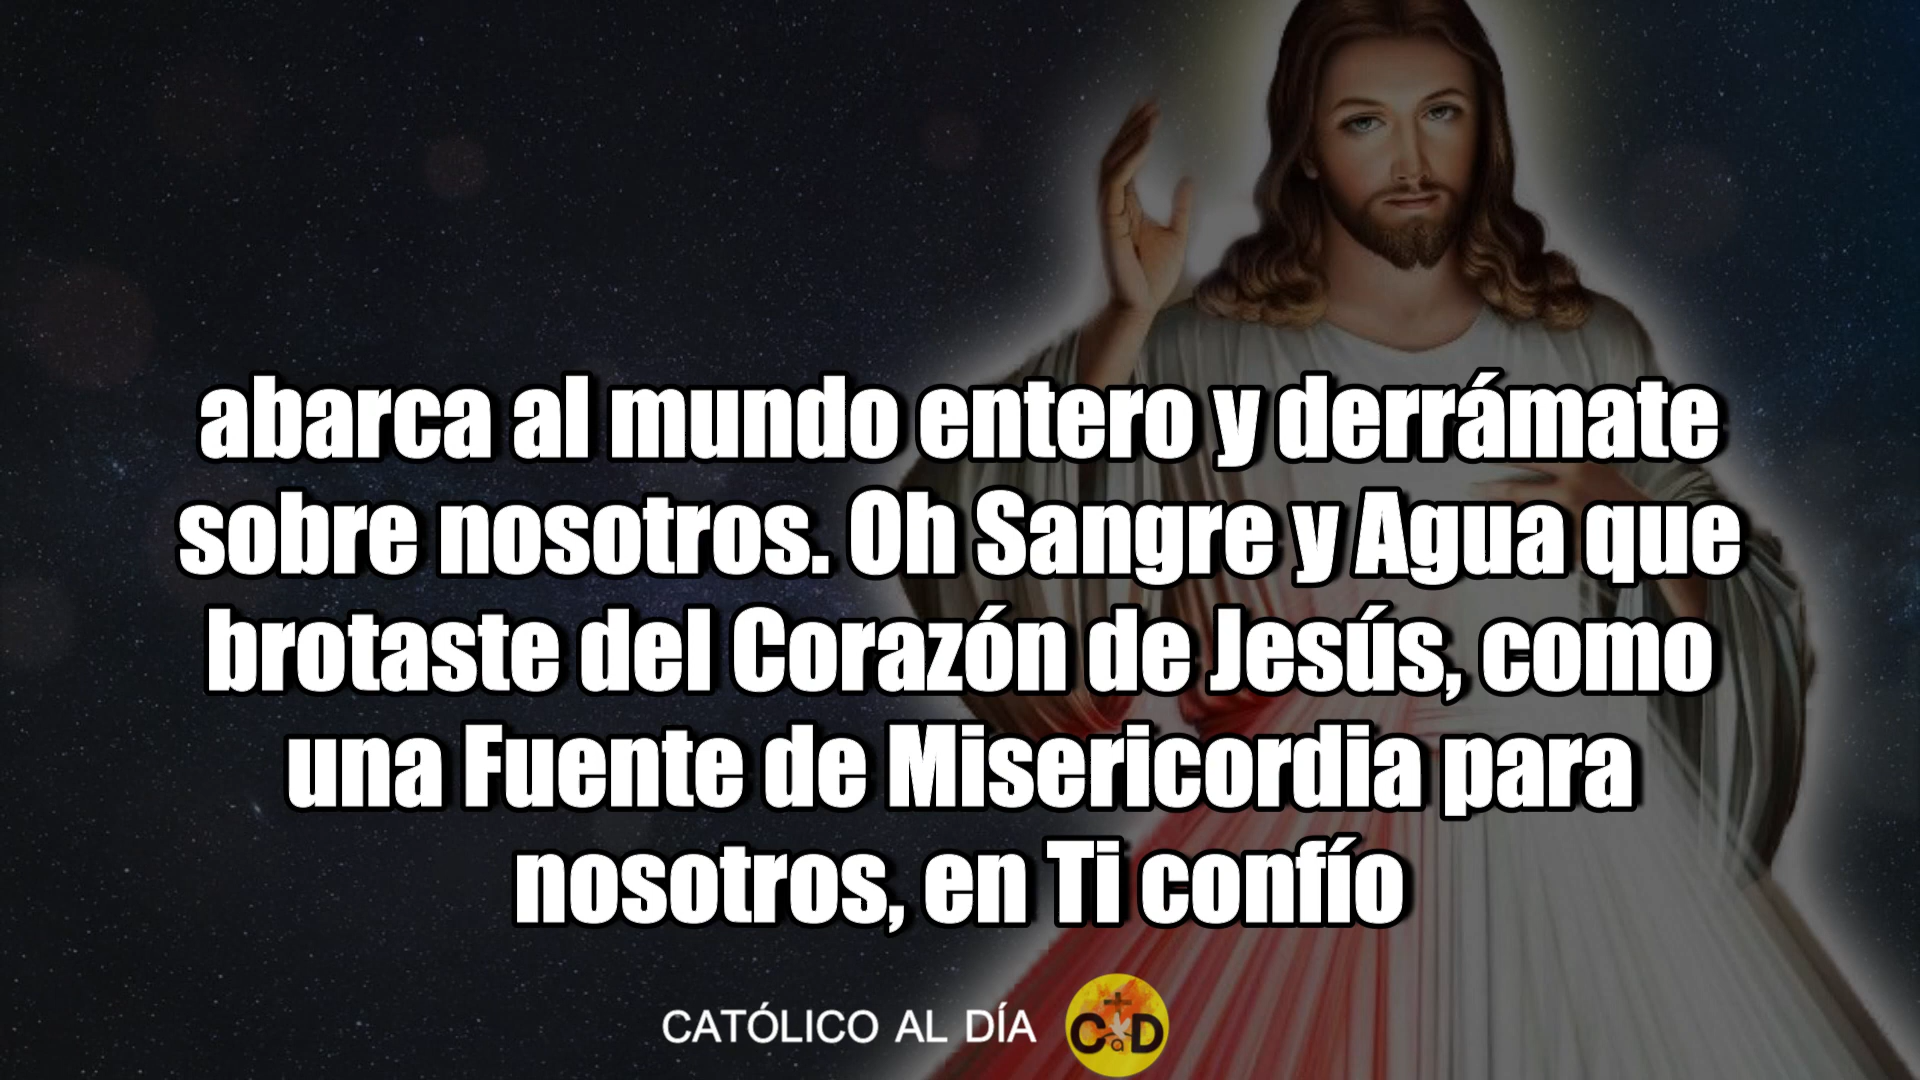 abarca al mundo entero y derrámate
sobre nosotros. Oh Sangre y Agua que
brotaste del Corazón de Jesús, como
una Fuente de Misericordia para
nosotros, en Ti confío
CATÓLICO AL DÍA
CaD